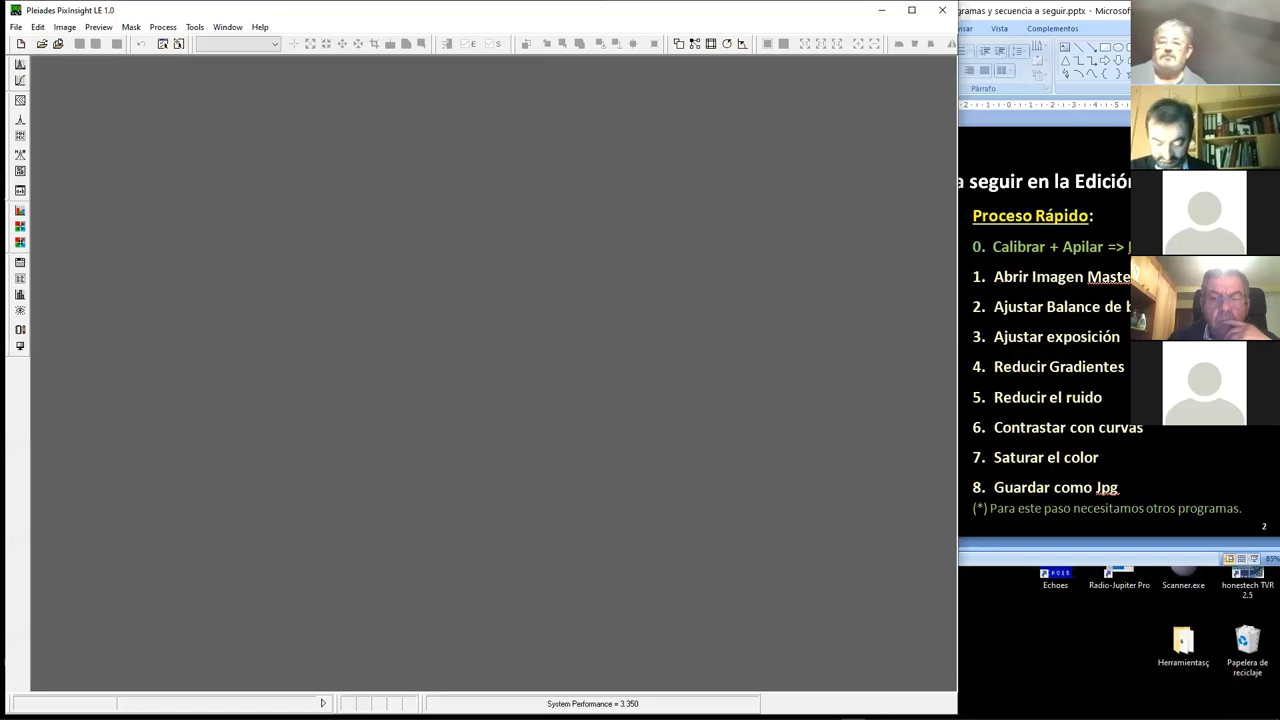 Pleiades PixInsight LE 1.0
File Edit Image Preview Mask Process Tools Window Help
E S
System Performance = 3.350
gramas y secuencia a seguir.pptx - Microsoft
Vista Complementos
Párrafo
a seguir en la Edición
Proceso Rápido:
0. Calibrar + Apilar =>
1. Abrir Imagen Maste
2. Ajustar Balance de b
3. Ajustar exposición
4. Reducir Gradientes
5. Reducir el ruido
6. Contrastar con curvas
7. Saturar el color
8. Guardar como Jpg
(*) Para este paso necesitamos otros programas.
2
85%
Echoes
Radio-Jupiter Pro
Scanner.exe
honestech TVR
2.5
Herramientasç
Papelera de
reciclaje